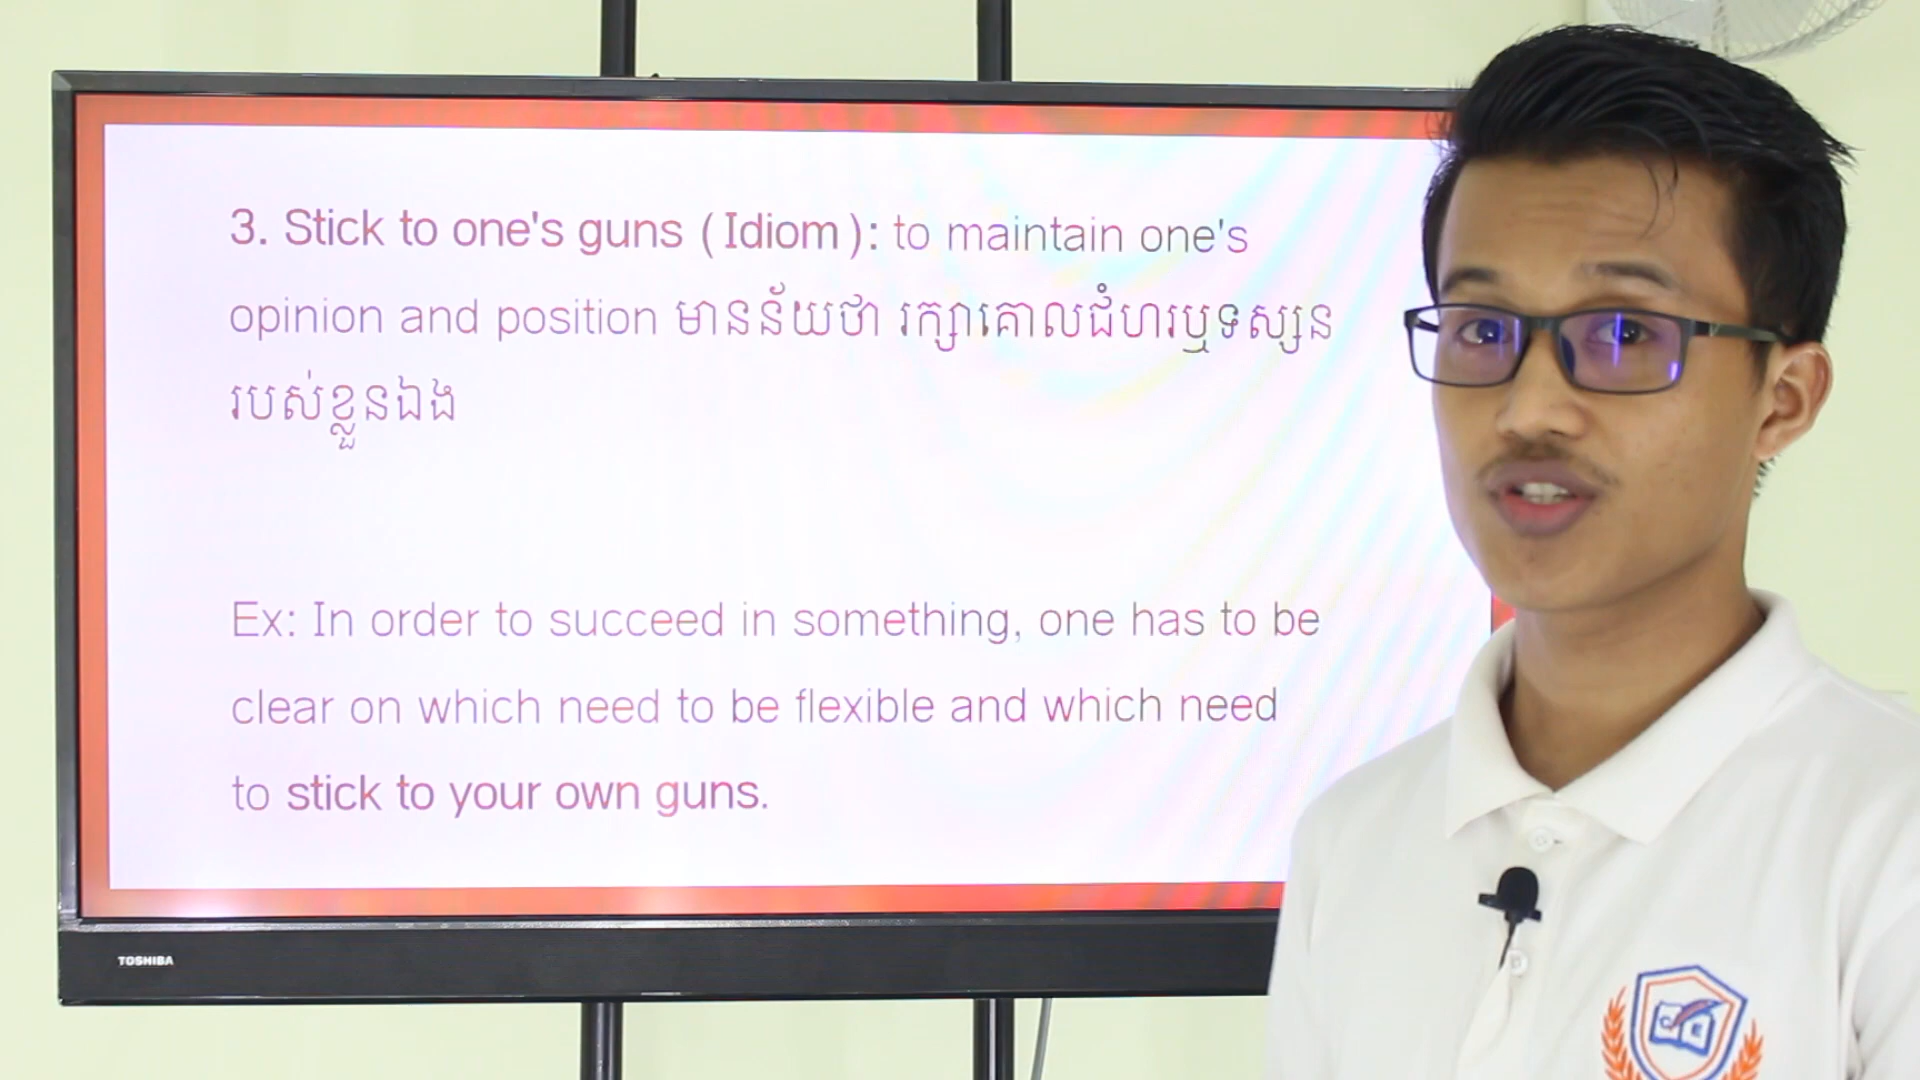 3. Stick to one's guns (Idiom): to maintain one's
opinion and position មានន័យថា រក្សាគោលជំហរឬទស្សន
របស់ខ្លួនឯង
Ex: In order to succeed in something, one has to be
clear on which need to be flexible and which need
to stick to your own guns.
TOSHIBA
C E